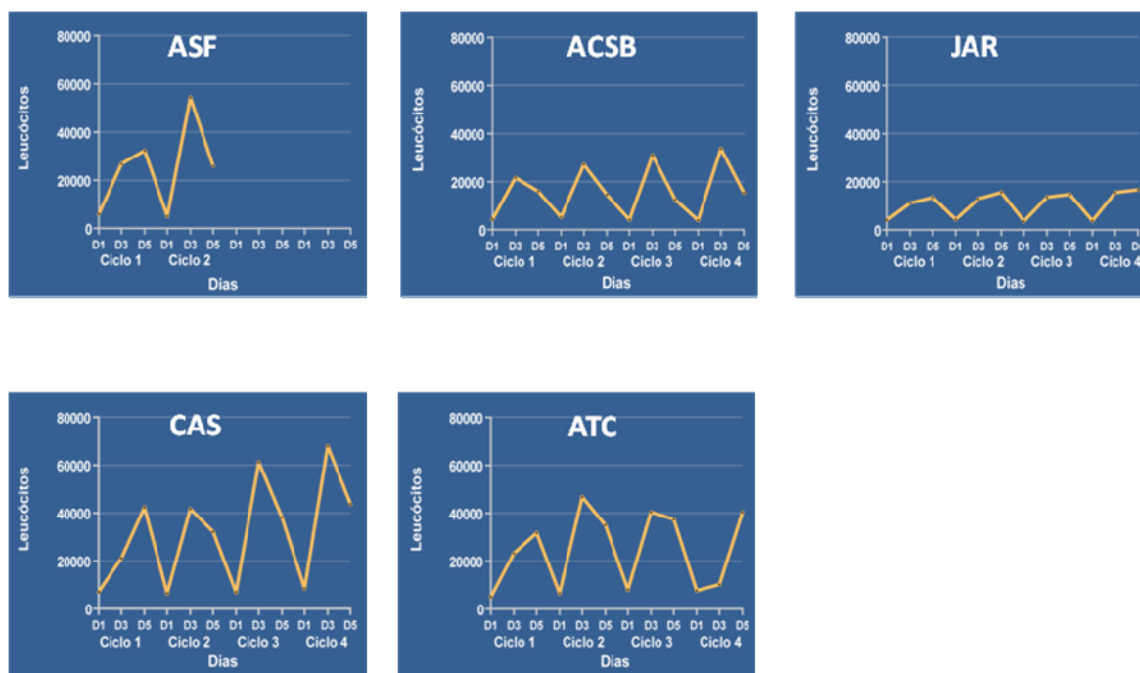 ASF
Leucócitos
80000
60000
40000
20000
0
D1 D3 D5 D1 D3 D5 D1 D3 D5 D1 D3 D5
Ciclo 1 Ciclo 2
Dias
ACSB
Leucócitos
80000
60000
40000
20000
0
D1 D3 D5 D1 D3 D5 D1 D3 D5 D1 D3 D5
Ciclo 1 Ciclo 2 Ciclo 3 Ciclo 4
Dias
JAR
Leucócitos
80000
60000
40000
20000
0
D1 D3 D5 D1 D3 D5 D1 D3 D5 D1 D3
Ciclo 1 Ciclo 2 Ciclo 3 Ciclo 4
Dias
CAS
Leucócitos
80000
60000
40000
20000
0
D1 D3 D5 D1 D3 D5 D1 D3 D5 D1 D3 D5
Ciclo 1 Ciclo 2 Ciclo 3 Ciclo 4
Dias
ATC
Leucócitos
80000
60000
40000
20000
0
D1 D3 D5 D1 D3 D5 D1 D3 D5 D1 D3 D5
Ciclo 1 Ciclo 2 Ciclo 3 Ciclo 4
Dias